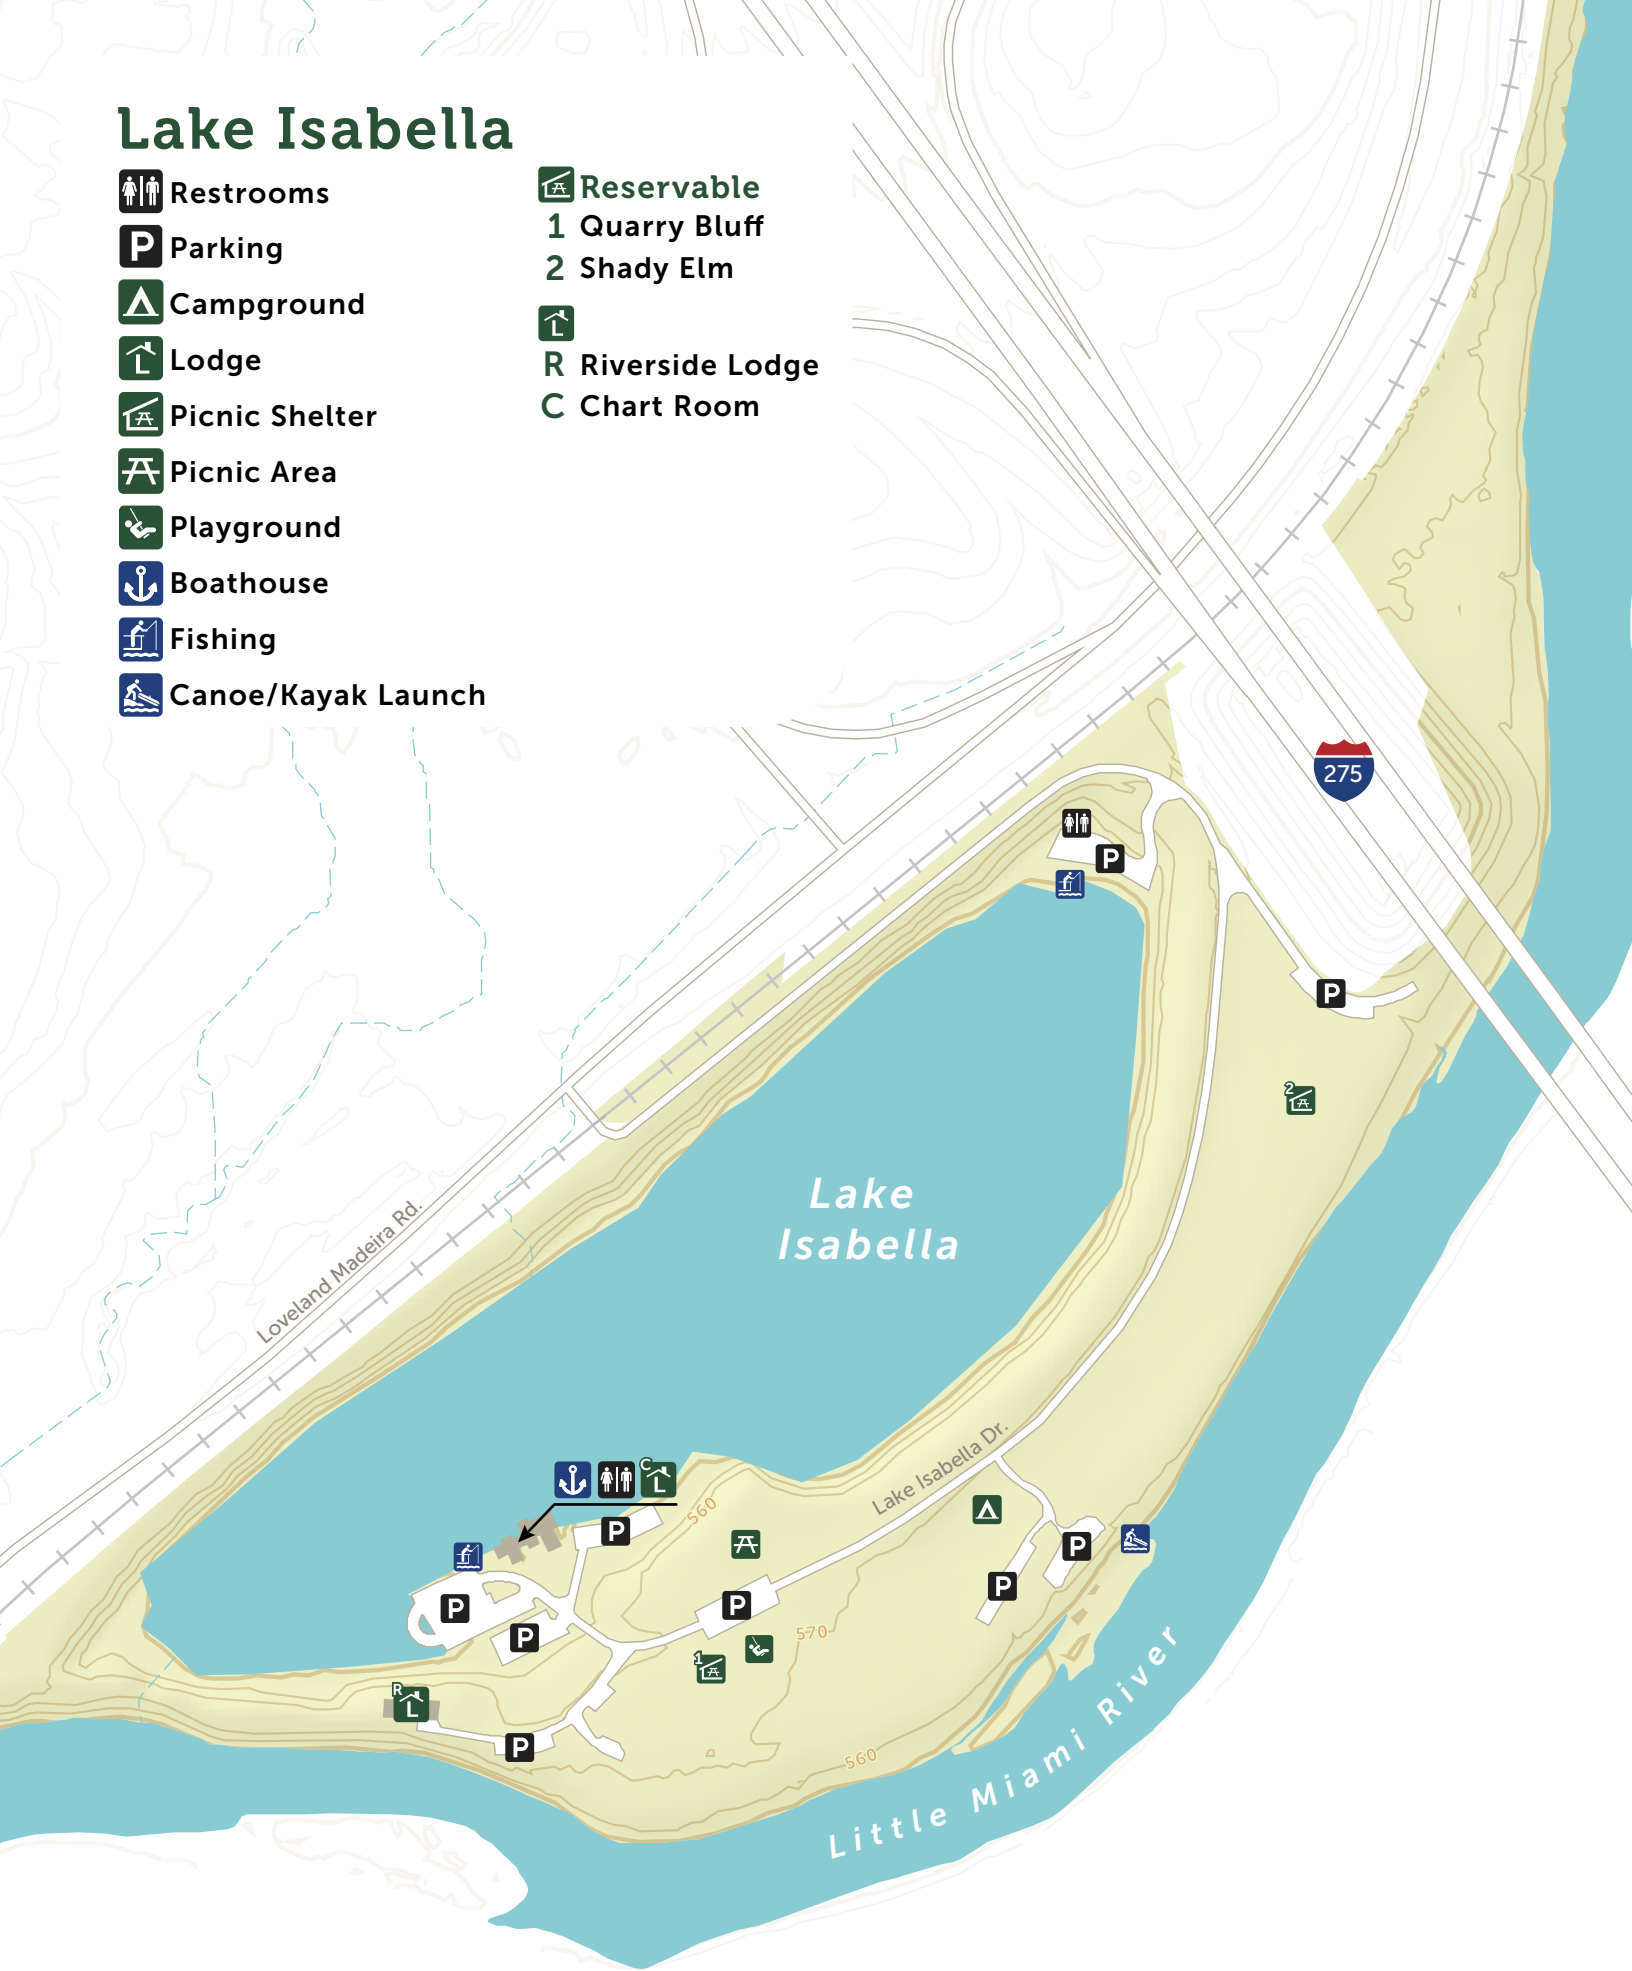 Lake Isabella
Restrooms
P Parking
Campground
L Lodge
Picnic Shelter
Picnic Area
Playground
Boathouse
Fishing
Canoe/Kayak Launch
Reservable
1 Quarry Bluff
2 Shady Elm
L
R Riverside Lodge
C Chart Room
275
P
P
2
Lake
Isabella
Loveland Madeira Rd.
Lake Isabella Dr.
C
L
560
P
P
P
P
P
P
570
1
R
L
P
560
Little Miami River